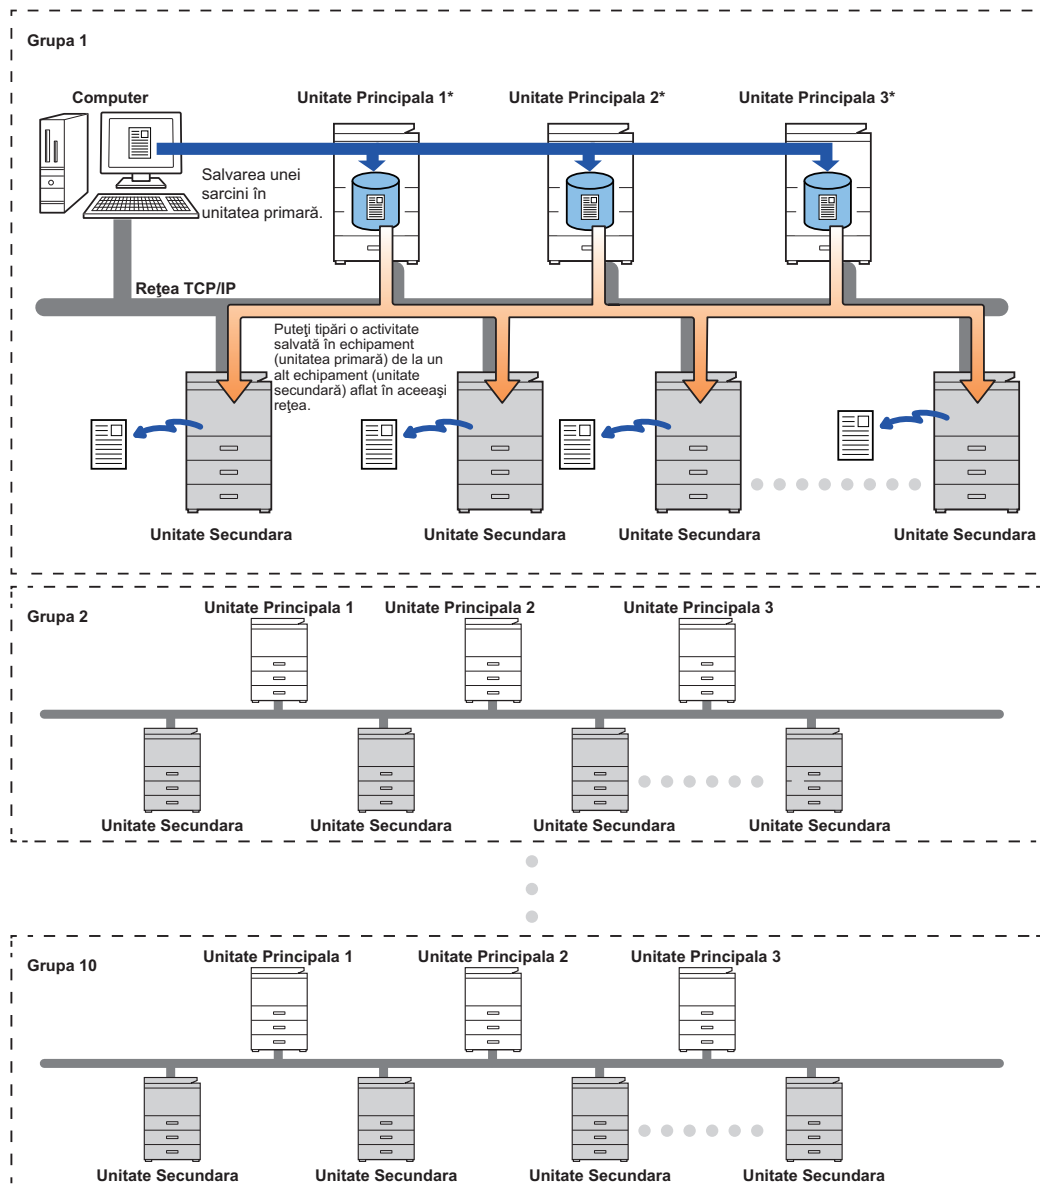 Grupa 1
Computer
Unitate Principala 1*
Unitate Principala 2*
Unitate Principala 3*
Salvarea unei
sarcini în
unitatea primară.
Reţea TCP/IP
Puteţi tipări o activitate
salvată în echipament
(unitatea primară) de la un
alt echipament (unitate
secundară) aflat în aceeaşi
reţea.
Unitate Secundara
Unitate Secundara
Unitate Secundara
Unitate Secundara
Grupa 2
Unitate Principala 1
Unitate Principala 2
Unitate Principala 3
Unitate Secundara
Unitate Secundara
Unitate Secundara
Unitate Secundara
Grupa 10
Unitate Principala 1
Unitate Principala 2
Unitate Principala 3
Unitate Secundara
Unitate Secundara
Unitate Secundara
Unitate Secundara